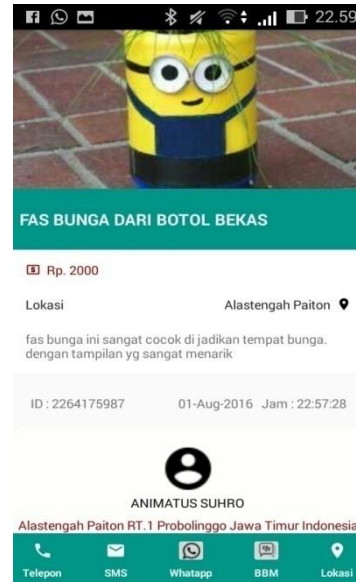 22.59
FAS BUNGA DARI BOTOL BEKAS
Rp. 2000
Lokasi Alastengah Paiton
fas bunga ini sangat cocok di jadikan tempat bunga.
dengan tampilan yg sangat menarik
ID : 2264175987 01-Aug-2016 Jam : 22:57:28
ANIMATUS SUHRO
Alastengah Paiton RT.1 Probolinggo Jawa Timur Indonesia
Telepon SMS Whatapp BBM Lokasi